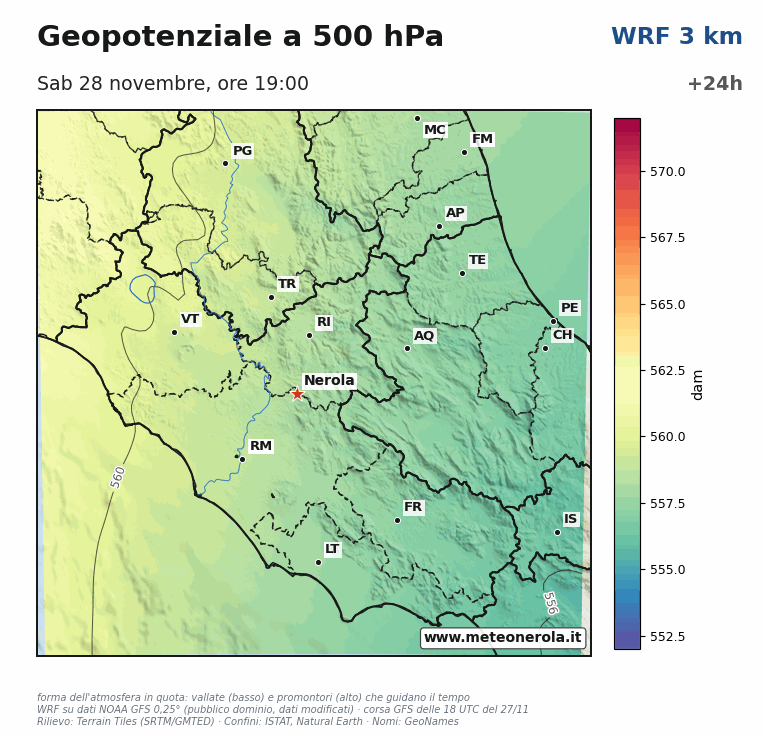 Geopotenziale a 500 hPa
WRF 3 km
Sab 28 novembre, ore 19:00
+24h
MC
FM
PG
AP
TE
TR
PE
VT
RI
AQ
CH
Nerola
RM
560
FR
IS
LT
556
www.meteonerola.it
570.0
567.5
565.0
562.5
560.0
557.5
555.0
552.5
dam
forma dell'atmosfera in quota: vallate (basso) e promontori (alto) che guidano il tempo
WRF su dati NOAA GFS 0,25° (pubblico dominio, dati modificati) · corsa GFS delle 18 UTC del 27/11
Rilievo: Terrain Tiles (SRTM/GMTED) · Confini: ISTAT, Natural Earth · Nomi: GeoNames